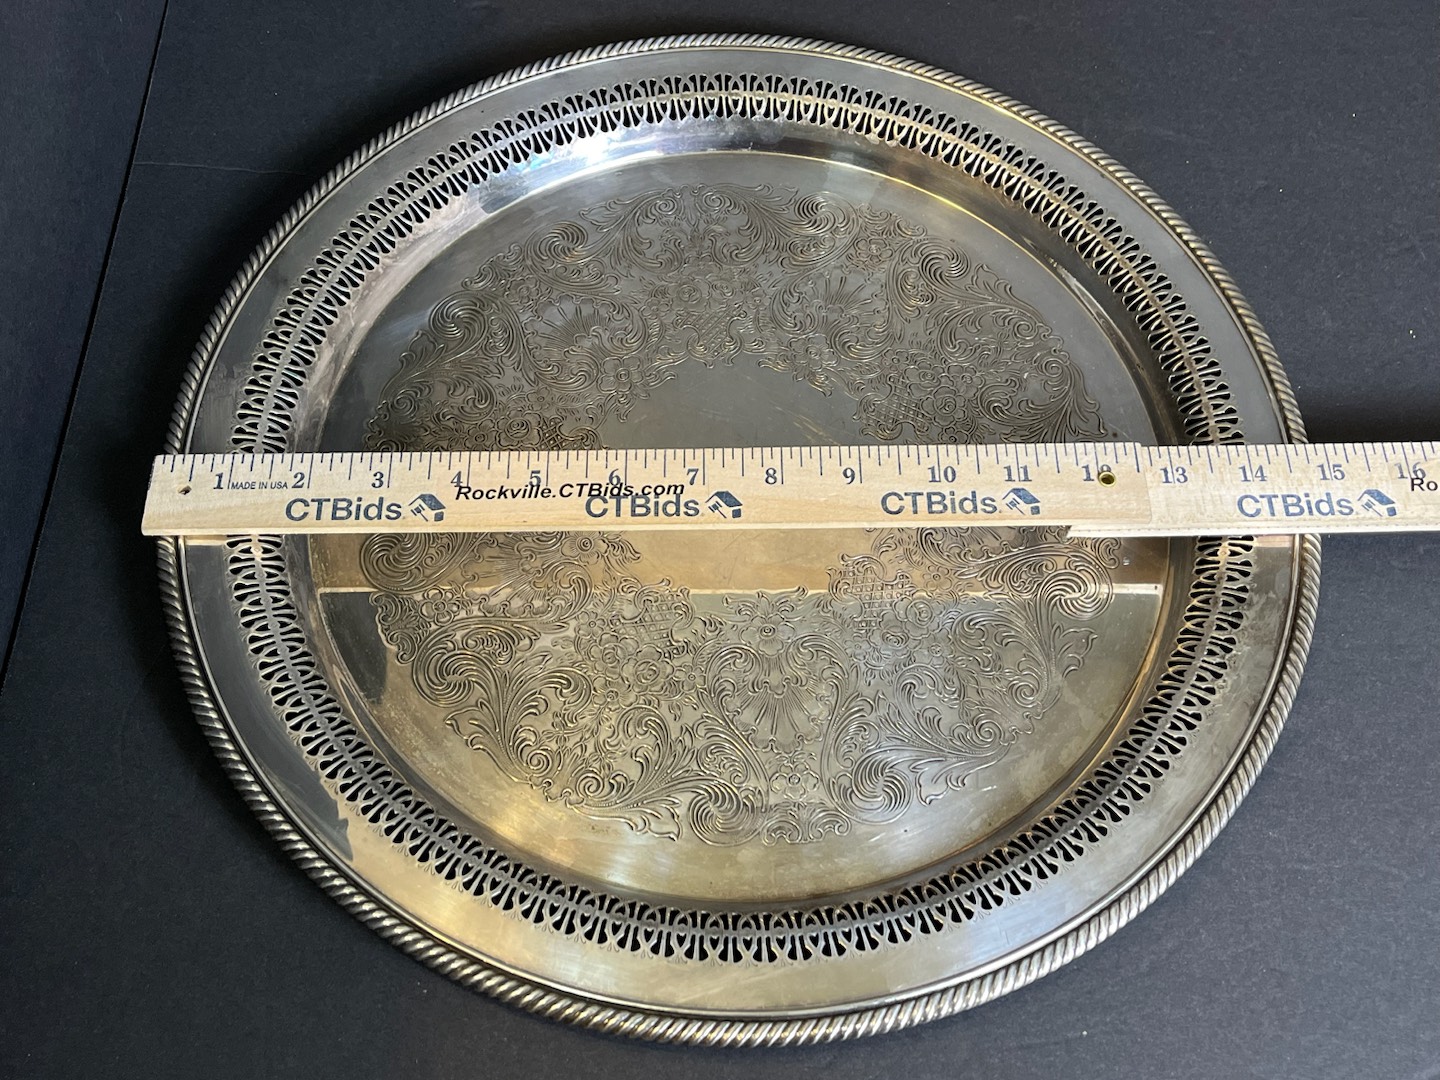 1 MADE IN USA 2 3 4 5 6 7 8 9 10 11 12 13 14 15 16
Rockville.CTBids.com Ro
CTBids CTBids CTBids CTBids